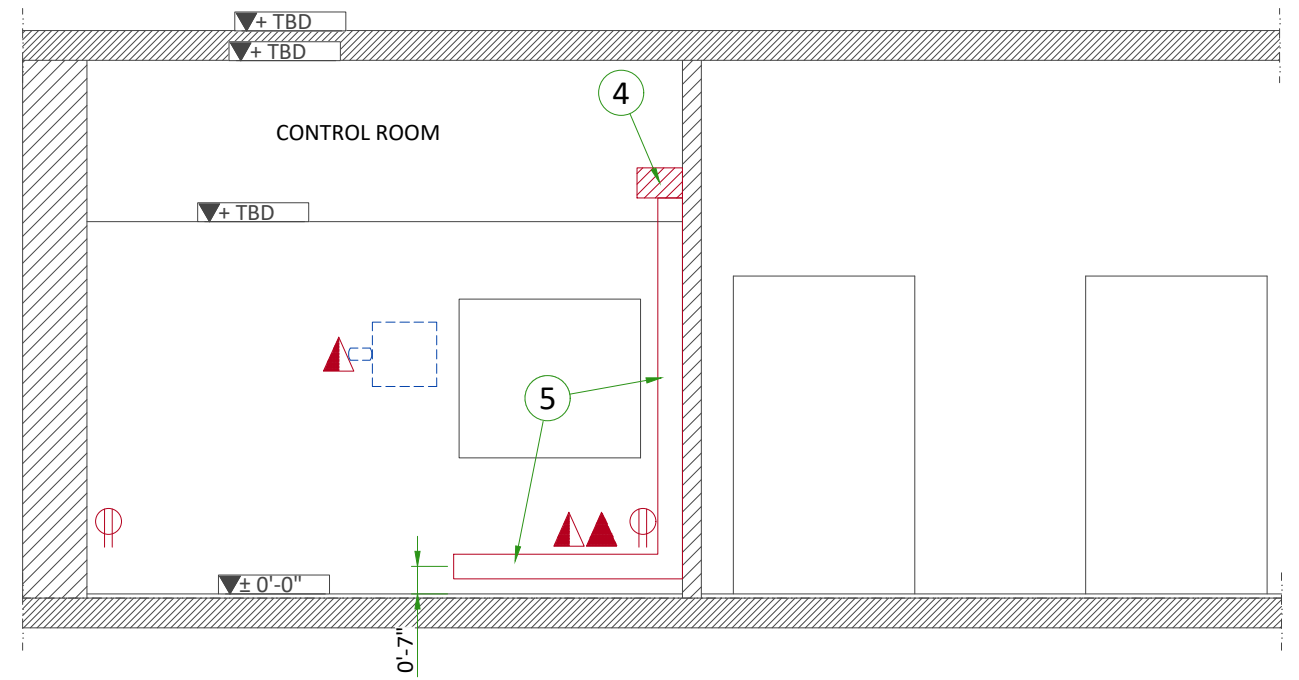 + TBD
+ TBD
4
CONTROL ROOM
+ TBD
5
± 0'-0"
0'-7"